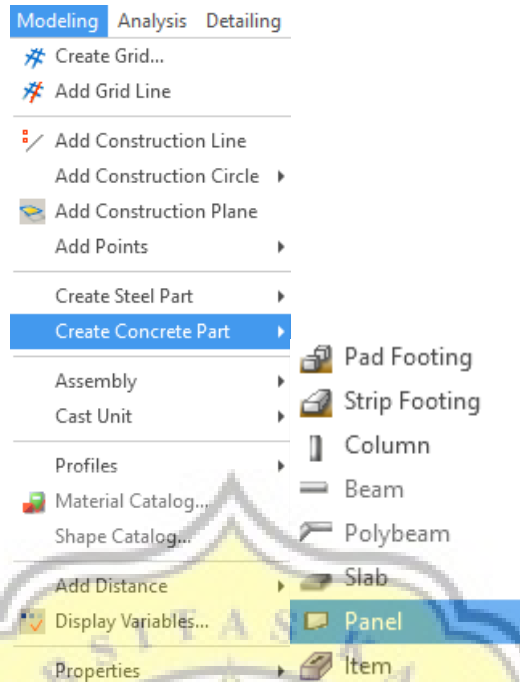 Modeling Analysis Detailing
Create Grid...
Add Grid Line
Add Construction Line
Add Construction Circle
Add Construction Plane
Add Points
Create Steel Part
Create Concrete Part
Assembly
Cast Unit
Profiles
Material Catalog...
Shape Catalog...
Add Distance
Display Variables...
Properties
Pad Footing
Strip Footing
Column
Beam
Polybeam
Slab
Panel
Item